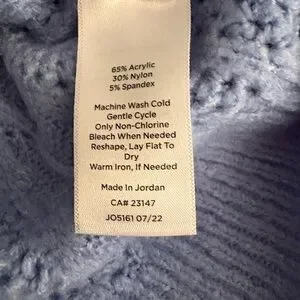 65% Acrylic
30% Nylon
5% Spandex
Machine Wash Cold
Gentle Cycle
Only Non-Chlorine
Bleach When Needed
Reshape, Lay Flat To
Dry
Warm Iron, If Needed
Made In Jordan
CA# 23147
JO5161 07/22